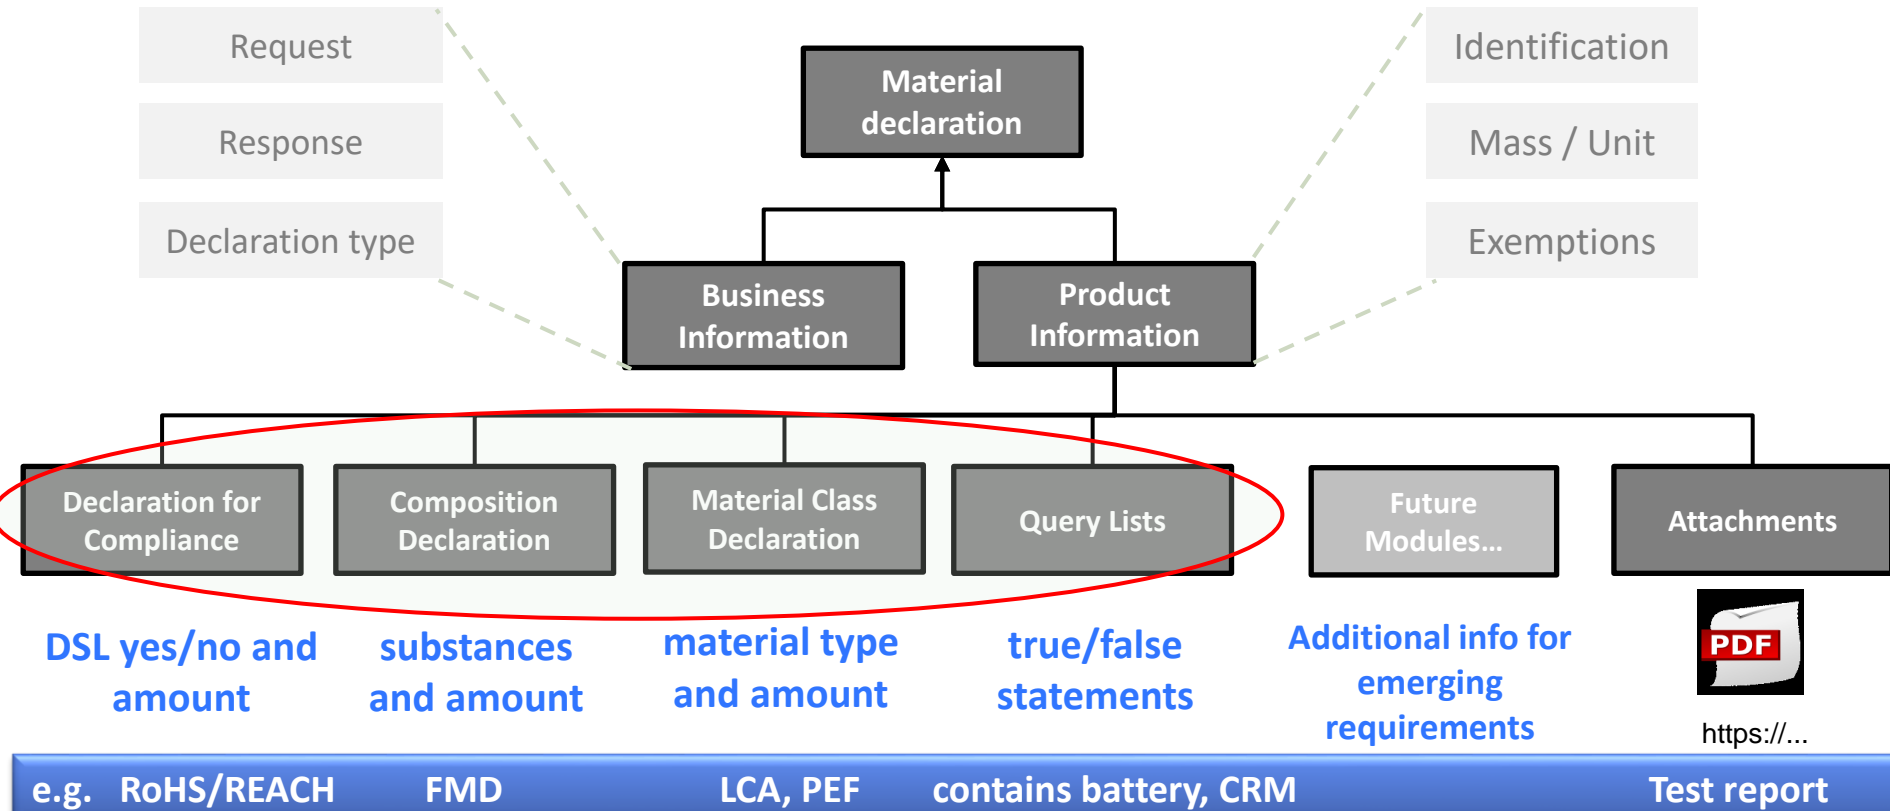 Request
Response
Declaration type
Material
declaration
Identification
Mass / Unit
Exemptions
Business
Information
Product
Information
Declaration for
Compliance
Composition
Declaration
Material Class
Declaration
Query Lists
Future
Modules...
Attachments
DSL yes/no and
amount
substances
and amount
material type
and amount
true/false
statements
Additional info for
emerging
requirements
PDF
https://...
e.g. RoHS/REACH FMD LCA, PEF contains battery, CRM Test report